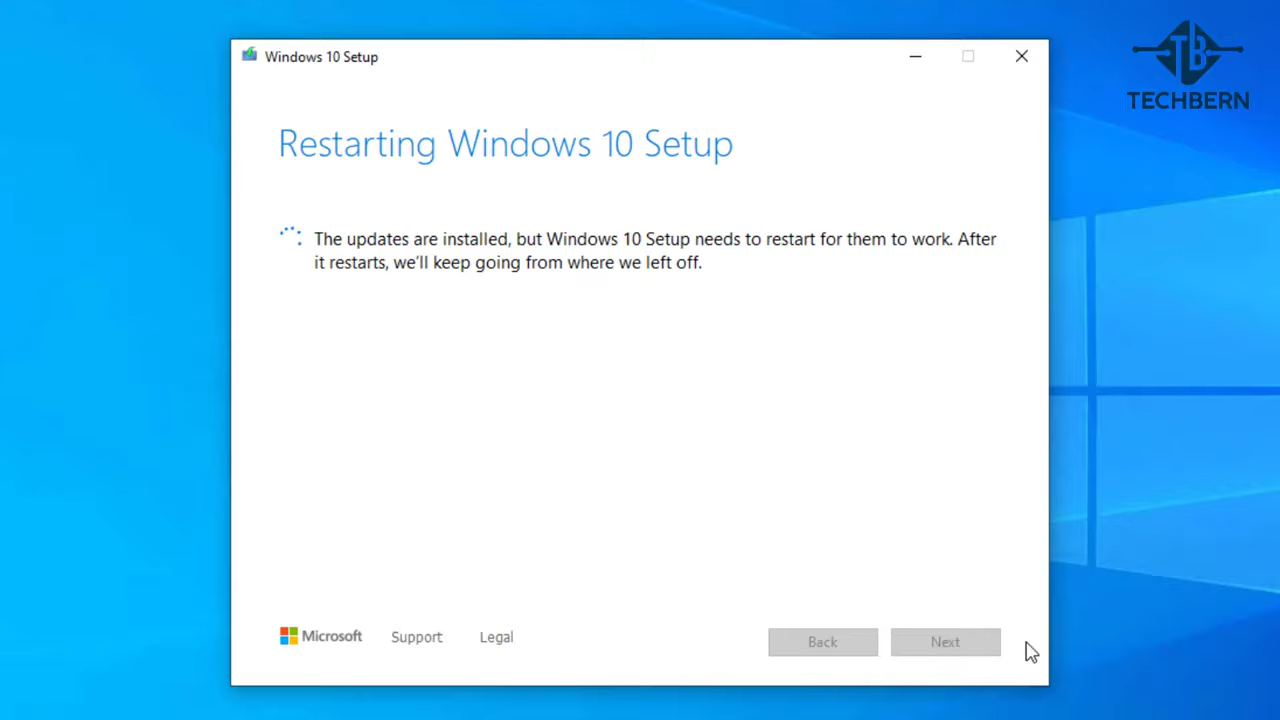 Windows 10 Setup
TB
TECHBERN
Restarting Windows 10 Setup
The updates are installed, but Windows 10 Setup needs to restart for them to work. After
it restarts, we'll keep going from where we left off.
Microsoft Support Legal
Back Next